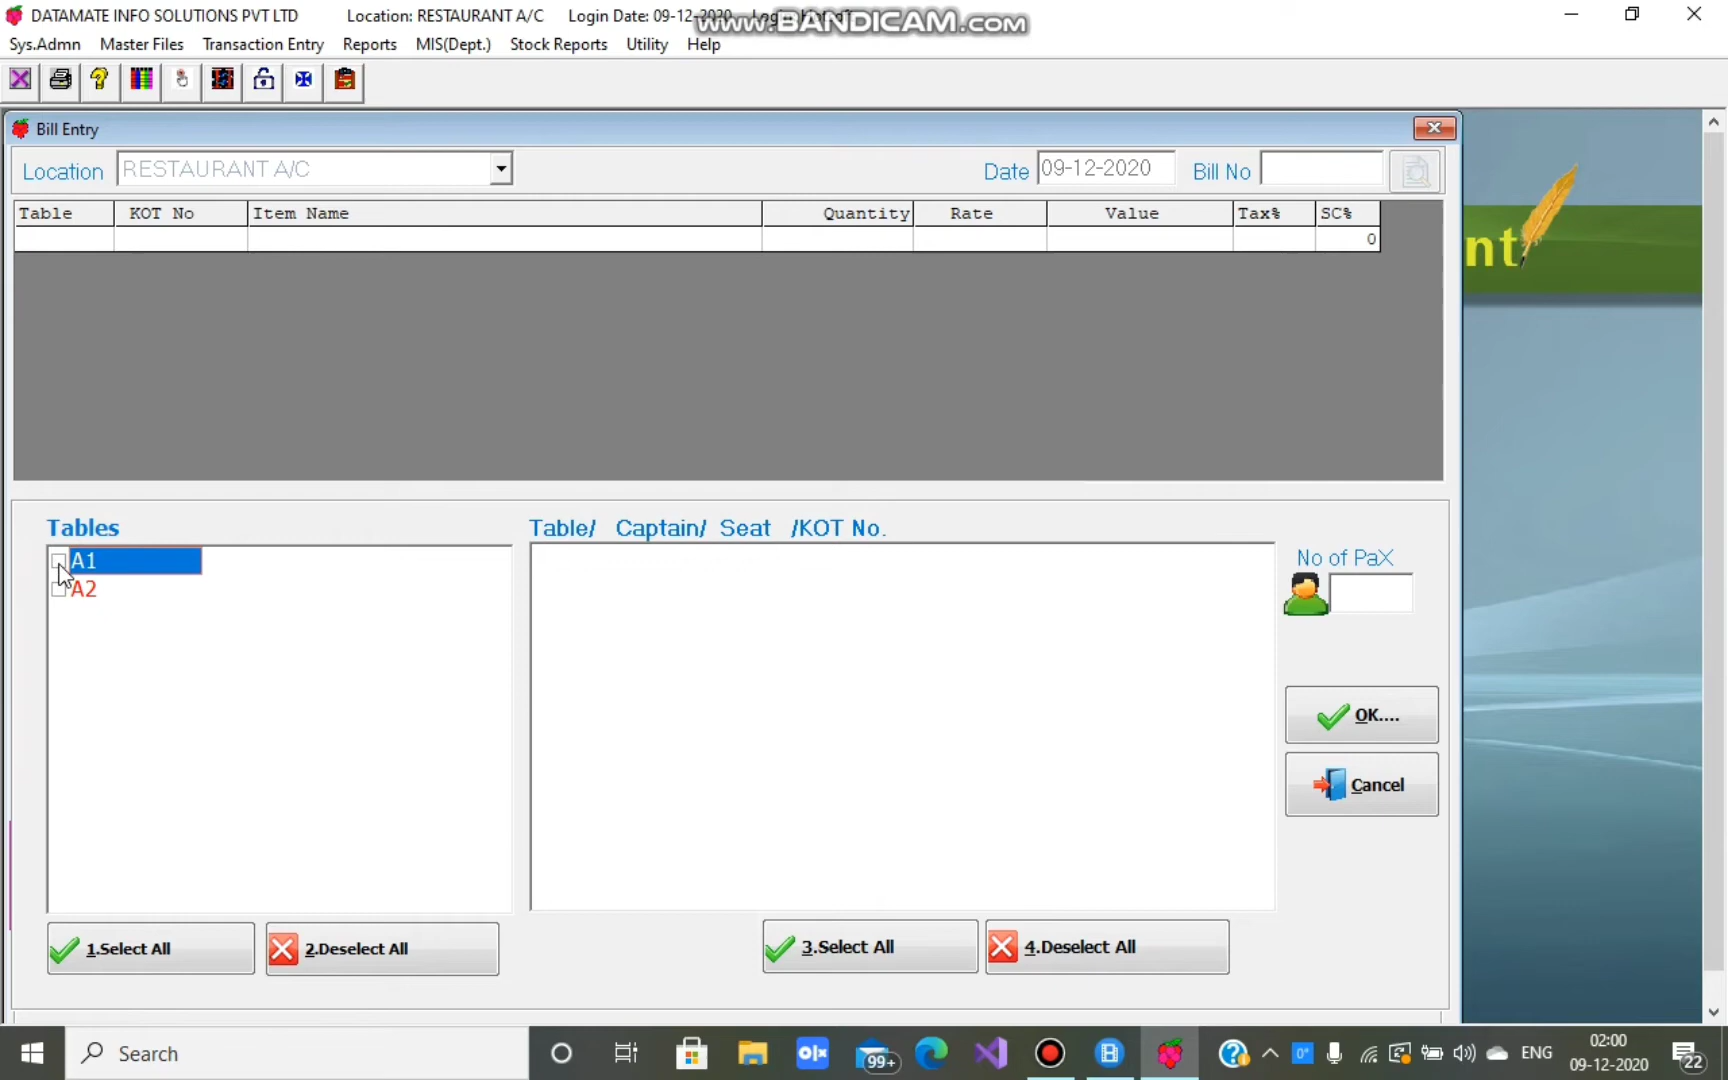 DATAMATE INFO SOLUTIONS PVT LTD Location: RESTAURANT A/C Login Date: 09-12-2020
www.BANDICAM.com
Sys.Admn Master Files Transaction Entry Reports MIS(Dept.) Stock Reports Utility Help
Bill Entry
Location RESTAURANT A/C Date 09-12-2020 Bill No
Table KOT No Item Name Quantity Rate Value Tax% SC%
0
nt
Tables Table/ Captain/ Seat /KOT No.
A1
A2
No of PaX
OK....
Cancel
1.Select All 2.Deselect All 3.Select All 4.Deselect All
Search
99+
ENG
02:00
09-12-2020
22